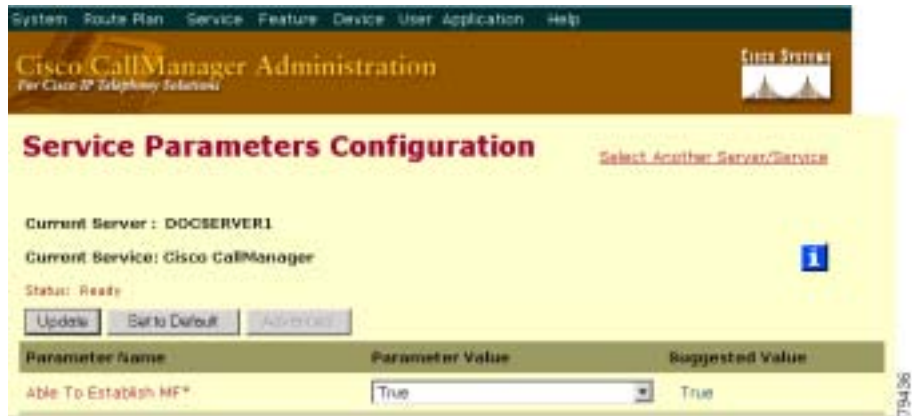 System Route Plan Service Feature Device User Application Help
Cisco CallManager Administration
For Cisco IP Telephony Solutions
CISCO SYSTEMS
Service Parameters Configuration
Select Another Server/Service
Current Server : DOCSERVER1
Current Service: Cisco CallManager
i
Status: Ready
Update Set to Default Advanced
Parameter Name Parameter Value Suggested Value
Able To Establish MF* True True
79436